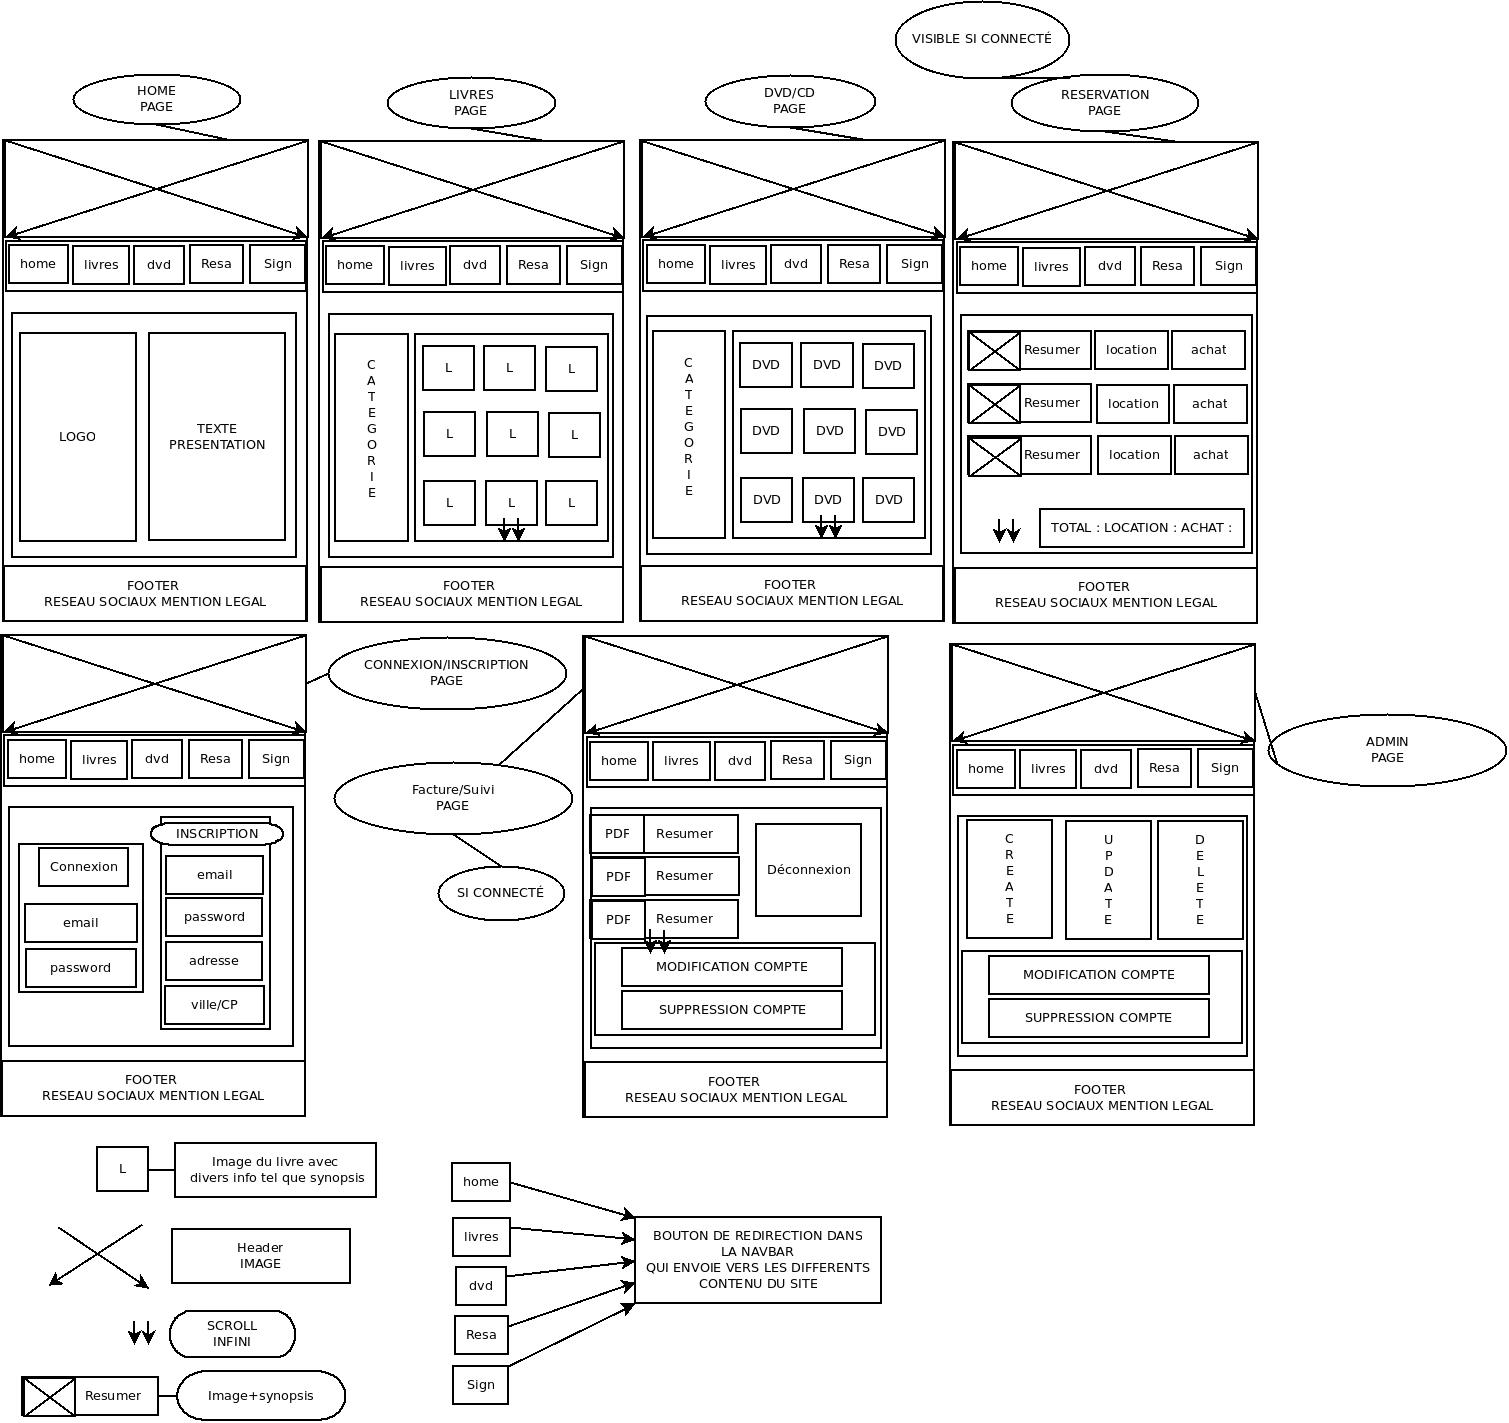 VISIBLE SI CONNECTÉ
HOME
PAGE
LIVRES
PAGE
DVD/CD
PAGE
RESERVATION
PAGE
home livres dvd Resa Sign
LOGO
TEXTE
PRESENTATION
FOOTER
RESEAU SOCIAUX MENTION LEGAL
home livres dvd Resa Sign
C
A
T
E
G
O
R
I
E
L L L
L L L
L L L
FOOTER
RESEAU SOCIAUX MENTION LEGAL
home livres dvd Resa Sign
C
A
T
E
G
O
R
I
E
DVD DVD DVD
DVD DVD DVD
DVD DVD DVD
FOOTER
RESEAU SOCIAUX MENTION LEGAL
home livres dvd Resa Sign
Resumer location achat
Resumer location achat
Resumer location achat
TOTAL : LOCATION : ACHAT :
FOOTER
RESEAU SOCIAUX MENTION LEGAL
CONNEXION/INSCRIPTION
PAGE
home livres dvd Resa Sign
Connexion
email
password
INSCRIPTION
email
password
adresse
ville/CP
FOOTER
RESEAU SOCIAUX MENTION LEGAL
Facture/Suivi
PAGE
SI CONNECTÉ
home livres dvd Resa Sign
PDF Resumer
PDF Resumer
PDF Resumer
Déconnexion
MODIFICATION COMPTE
SUPPRESSION COMPTE
FOOTER
RESEAU SOCIAUX MENTION LEGAL
ADMIN
PAGE
home livres dvd Resa Sign
C
R
E
A
T
E
U
P
D
A
T
E
D
E
L
E
T
E
MODIFICATION COMPTE
SUPPRESSION COMPTE
FOOTER
RESEAU SOCIAUX MENTION LEGAL
L
Image du livre avec
divers info tel que synopsis
Header
IMAGE
SCROLL
INFINI
Resumer
Image+synopsis
home
livres
dvd
Resa
Sign
BOUTON DE REDIRECTION DANS
LA NAVBAR
QUI ENVOIE VERS LES DIFFERENTS
CONTENU DU SITE